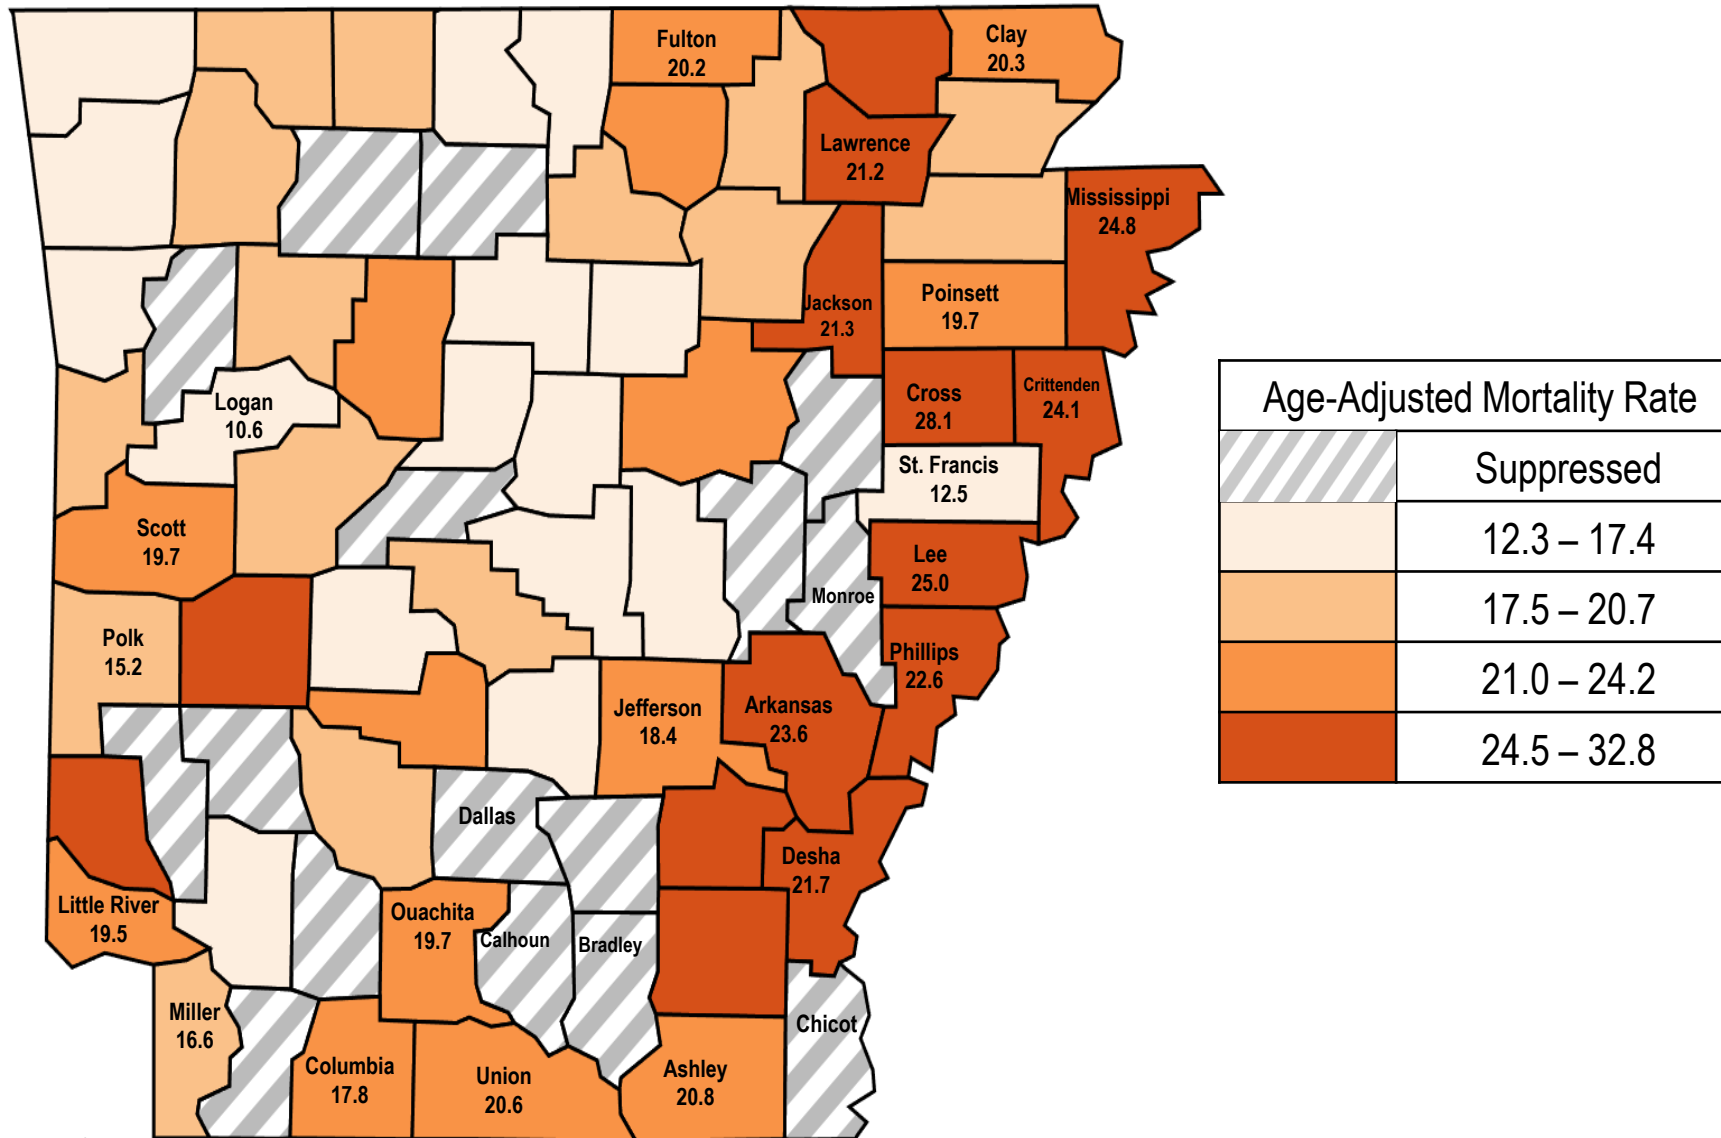 Fulton
20.2
Clay
20.3
Lawrence
21.2
Mississippi
24.8
Jackson
21.3
Poinsett
19.7
Logan
10.6
Cross
28.1
Crittenden
24.1
St. Francis
12.5
Scott
19.7
Lee
25.0
Monroe
Polk
15.2
Phillips
22.6
Jefferson
18.4
Arkansas
23.6
Dallas
Desha
21.7
Little River
19.5
Ouachita
19.7
Calhoun
Bradley
Miller
16.6
Chicot
Columbia
17.8
Union
20.6
Ashley
20.8
Age-Adjusted Mortality Rate
Suppressed
12.3 – 17.4
17.5 – 20.7
21.0 – 24.2
24.5 – 32.8